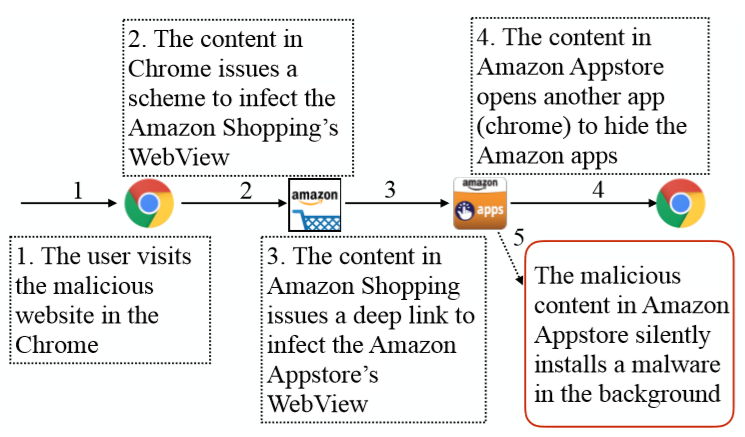 2. The content in
Chrome issues a
scheme to infect the
Amazon Shopping's
WebView
4. The content in
Amazon Appstore
opens another app
(chrome) to hide the
Amazon apps
1
2
amazon
3
amazon
apps
4
5
1. The user visits
the malicious
website in the
Chrome
3. The content in
Amazon Shopping
issues a deep link to
infect the Amazon
Appstore's
WebView
The malicious
content in Amazon
Appstore silently
installs a malware
in the background